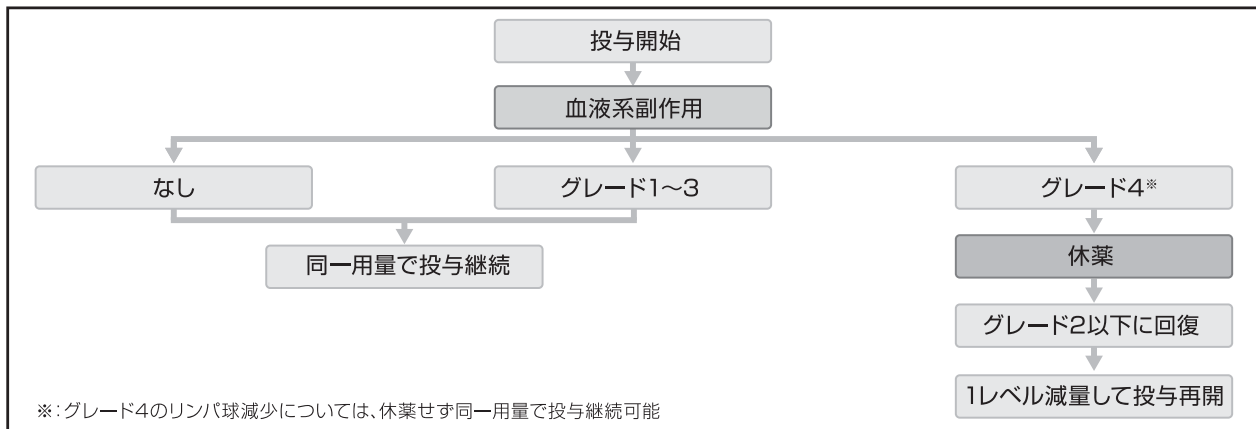 投与開始
血液系副作用
なし
グレード1～3
グレード4※
同一用量で投与継続
休薬
グレード2以下に回復
1レベル減量して投与再開
※：グレード4のリンパ球減少については、休薬せず同一用量で投与継続可能